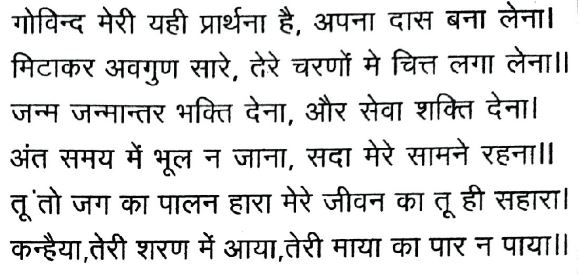 गोविन्द मेरी यही प्रार्थना है, अपना दास बना लेना।
मिटाकर अवगुण सारे, तेरे चरणों मे चित्त लगा लेना॥
जन्म जन्मान्तर भक्ति देना, और सेवा शक्ति देना।
अंत समय में भूल न जाना, सदा मेरे सामने रहना॥
तू तो जग का पालन हारा मेरे जीवन का तू ही सहारा।
कन्हैया,तेरी शरण में आया,तेरी माया का पार न पाया॥